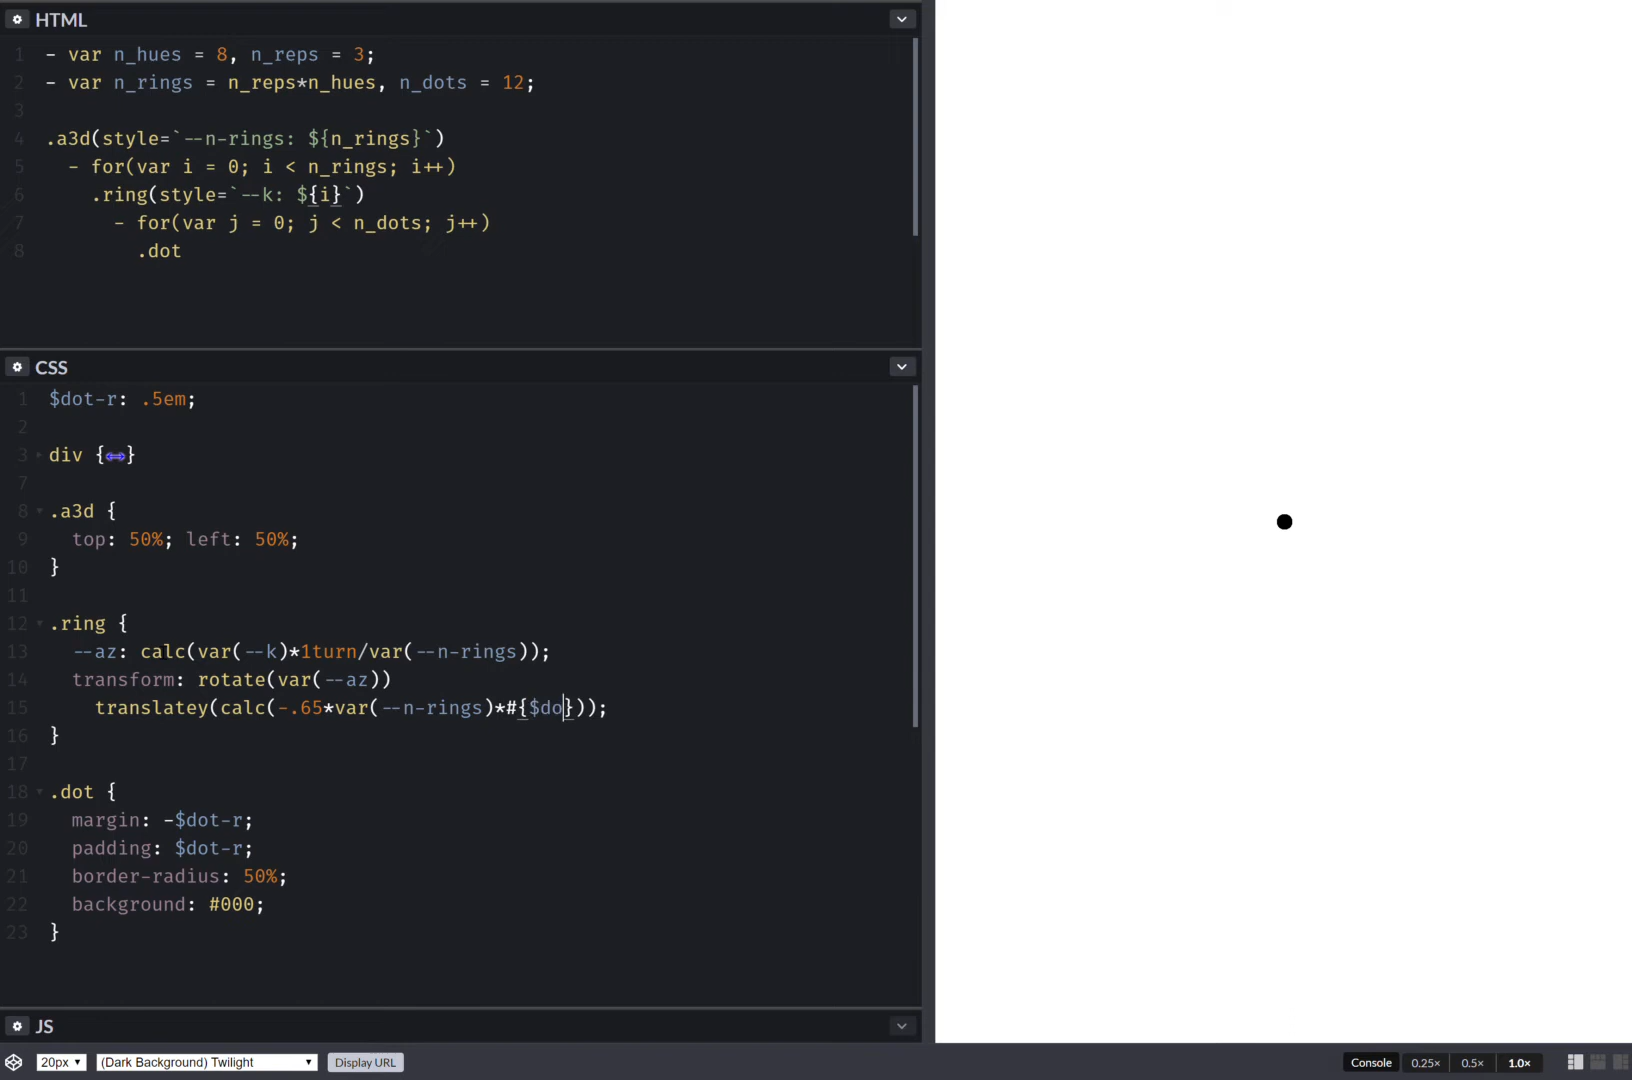 HTML
1 - var n_hues = 8, n_reps = 3;
2 - var n_rings = n_reps*n_hues, n_dots = 12;
3
4 .a3d(style=`--n-rings: ${n_rings}`)
5   - for(var i = 0; i < n_rings; i++)
6     .ring(style=`--k: ${i}`)
7       - for(var j = 0; j < n_dots; j++)
8         .dot
CSS
1 $dot-r: .5em;
2
3 div {↔}
7
8 .a3d {
9   top: 50%; left: 50%;
10 }
11
12 .ring {
13   --az: calc(var(--k)*1turn/var(--n-rings));
14   transform: rotate(var(--az))
15     translatey(calc(-.65*var(--n-rings)*#{$do}));
16 }
17
18 .dot {
19   margin: -$dot-r;
20   padding: $dot-r;
21   border-radius: 50%;
22   background: #000;
23 }
JS
20px (Dark Background) Twilight Display URL Console 0.25× 0.5× 1.0×